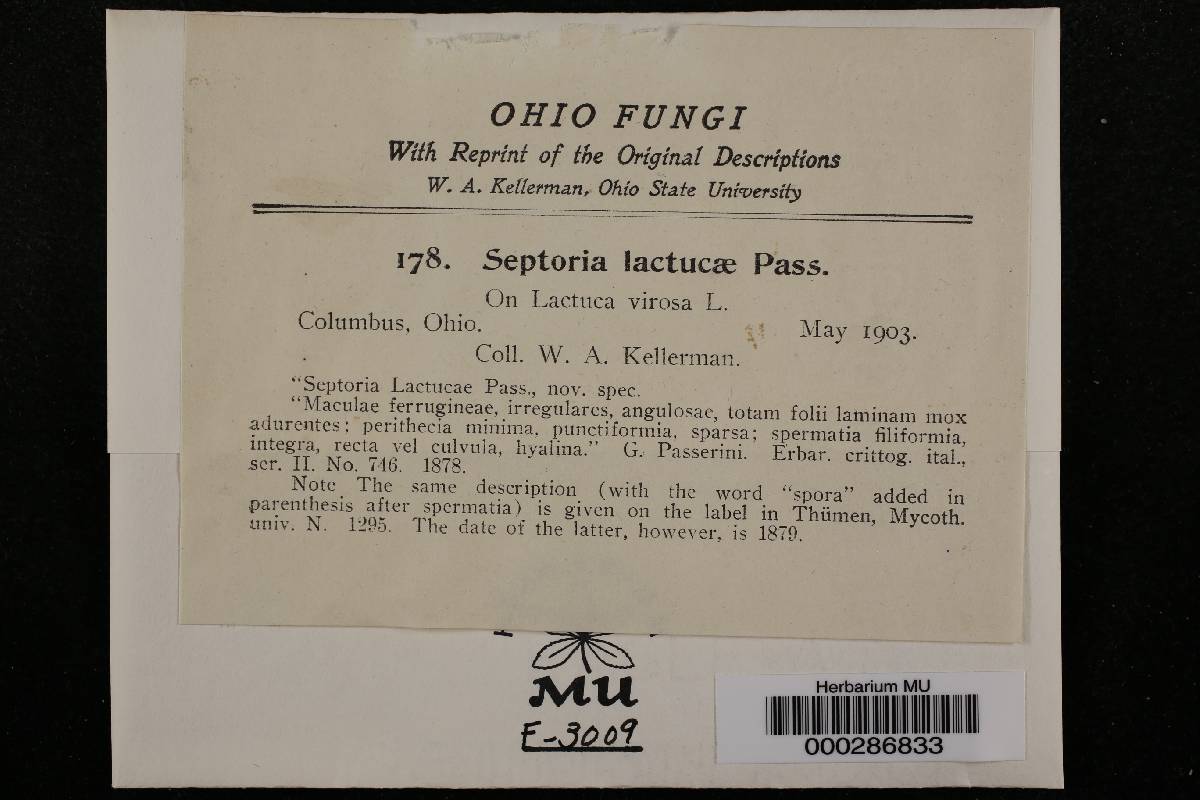 OHIO FUNGI
With Reprint of the Original Descriptions
W. A. Kellerman, Ohio State University
178. Septoria lactucæ Pass.
On Lactuca virosa L.
Columbus, Ohio. May 1903.
Coll. W. A. Kellerman.
"Septoria Lactucae Pass., nov. spec.
"Maculae ferrugineae, irregulares, angulosae, totam folii laminam mox
adurentes; perithecia minima, punctiformia, sparsa; spermatia filiformia,
integra, recta vel culvula, hyalina." G. Passerini. Erbar. crittog. ital.,
ser. II. No. 746. 1878.
Note The same description (with the word "spora" added in
parenthesis after spermatia) is given on the label in Thümen, Mycoth.
univ. N. 1295. The date of the latter, however, is 1879.
MU
F-3009
Herbarium MU
000286833